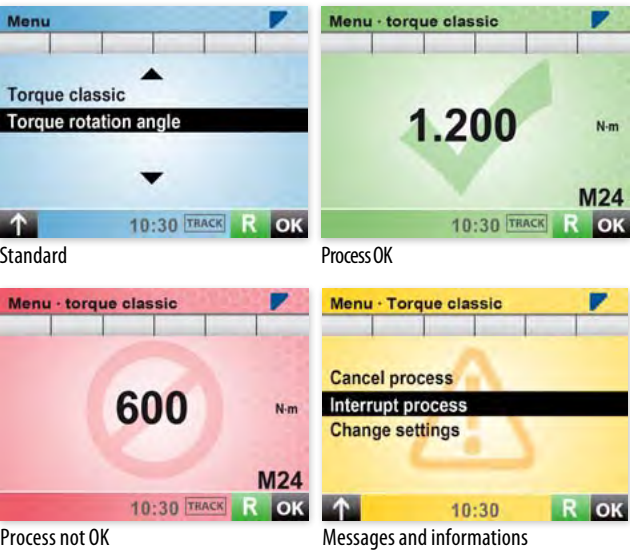 Menu
Torque classic
Torque rotation angle
↑ 10:30 TRACK R OK
Standard
Menu · torque classic
1.200 N·m
M24
10:30 TRACK R OK
Process OK
Menu · torque classic
600 N·m
M24
10:30 TRACK R OK
Process not OK
Menu · Torque classic
Cancel process
Interrupt process
Change settings
↑ 10:30 R OK
Messages and informations